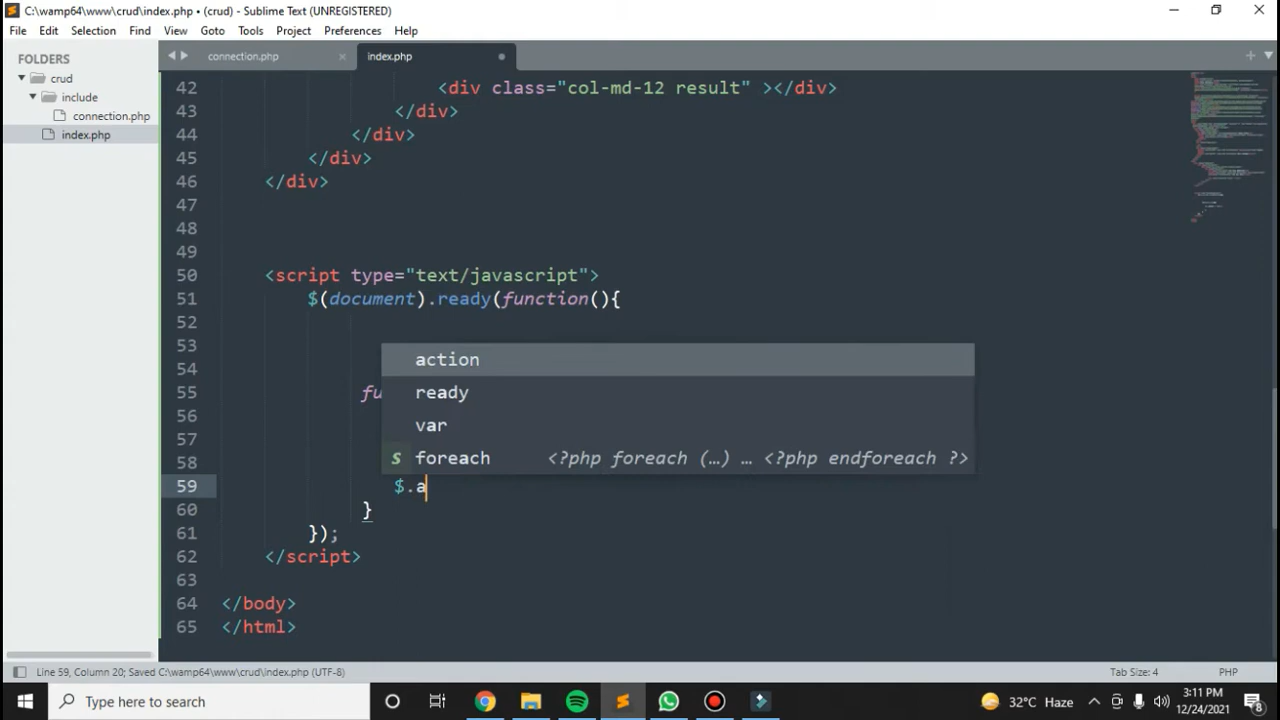 C:\wamp64\www\crud\index.php • (crud) - Sublime Text (UNREGISTERED)
File Edit Selection Find View Goto Tools Project Preferences Help
FOLDERS
crud
include
connection.php
index.php
connection.php × index.php
42 <div class="col-md-12 result" ></div>
43 </div>
44 </div>
45 </div>
46 </div>
47
48
49
50 <script type="text/javascript">
51 $(document).ready(function(){
52
53
54
55 fu
56
57
58
59 $.a
60 }
61 });
62 </script>
63
64 </body>
65 </html>
action
ready
var
S foreach <?php foreach (…) … <?php endforeach ?>
Line 59, Column 20; Saved C:\wamp64\www\crud\index.php (UTF-8) Tab Size: 4 PHP
Type here to search 32°C Haze 3:11 PM
12/24/2021 8